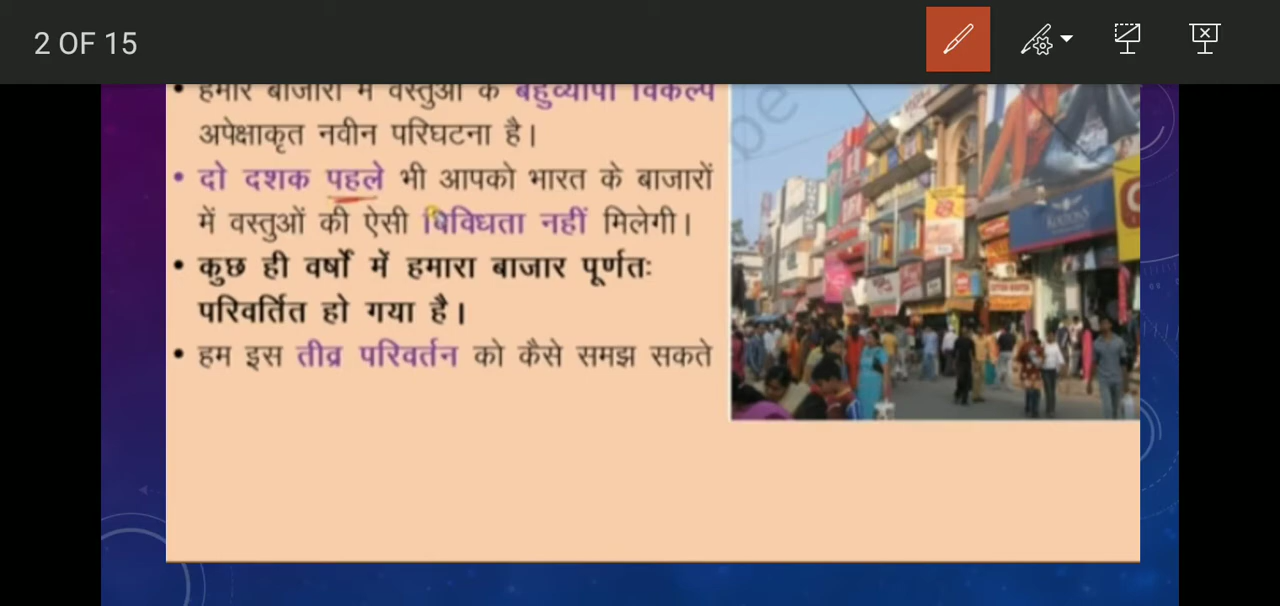 2 OF 15
• हमारे बाजारों में वस्तुओं के बहुव्यापी विकल्प
अपेक्षाकृत नवीन परिघटना है।
• दो दशक पहले भी आपको भारत के बाजारों
में वस्तुओं की ऐसी विविधता नहीं मिलेगी।
• कुछ ही वर्षों में हमारा बाजार पूर्णतः
परिवर्तित हो गया है।
• हम इस तीव्र परिवर्तन को कैसे समझ सकते